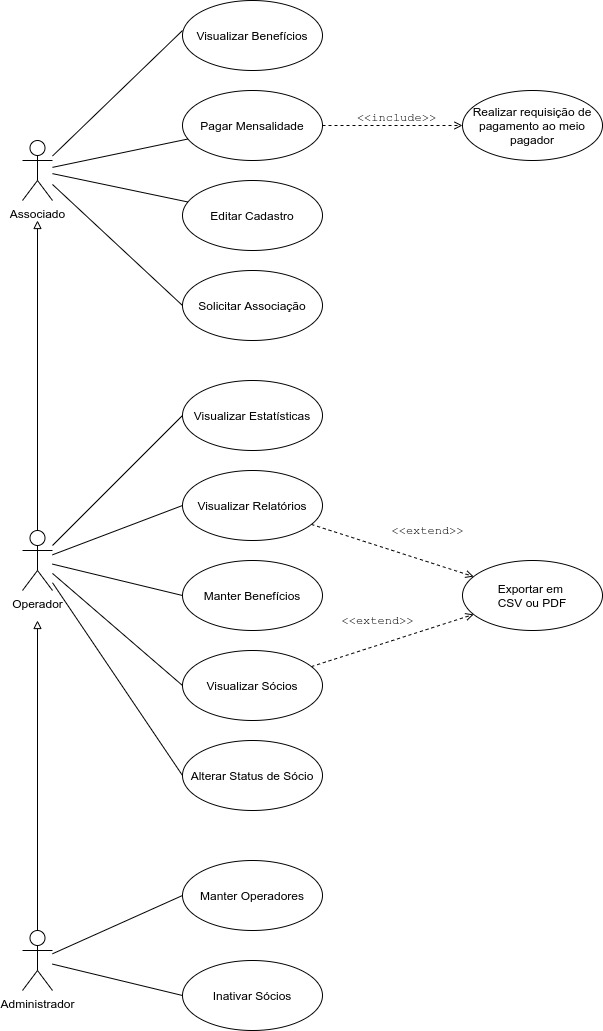 Visualizar Benefícios
Pagar Mensalidade
<<include>>
Realizar requisição de
pagamento ao meio
pagador
Associado
Editar Cadastro
Solicitar Associação
Visualizar Estatísticas
Visualizar Relatórios
<<extend>>
Operador
Manter Benefícios
Exportar em
CSV ou PDF
<<extend>>
Visualizar Sócios
Alterar Status de Sócio
Manter Operadores
Administrador
Inativar Sócios